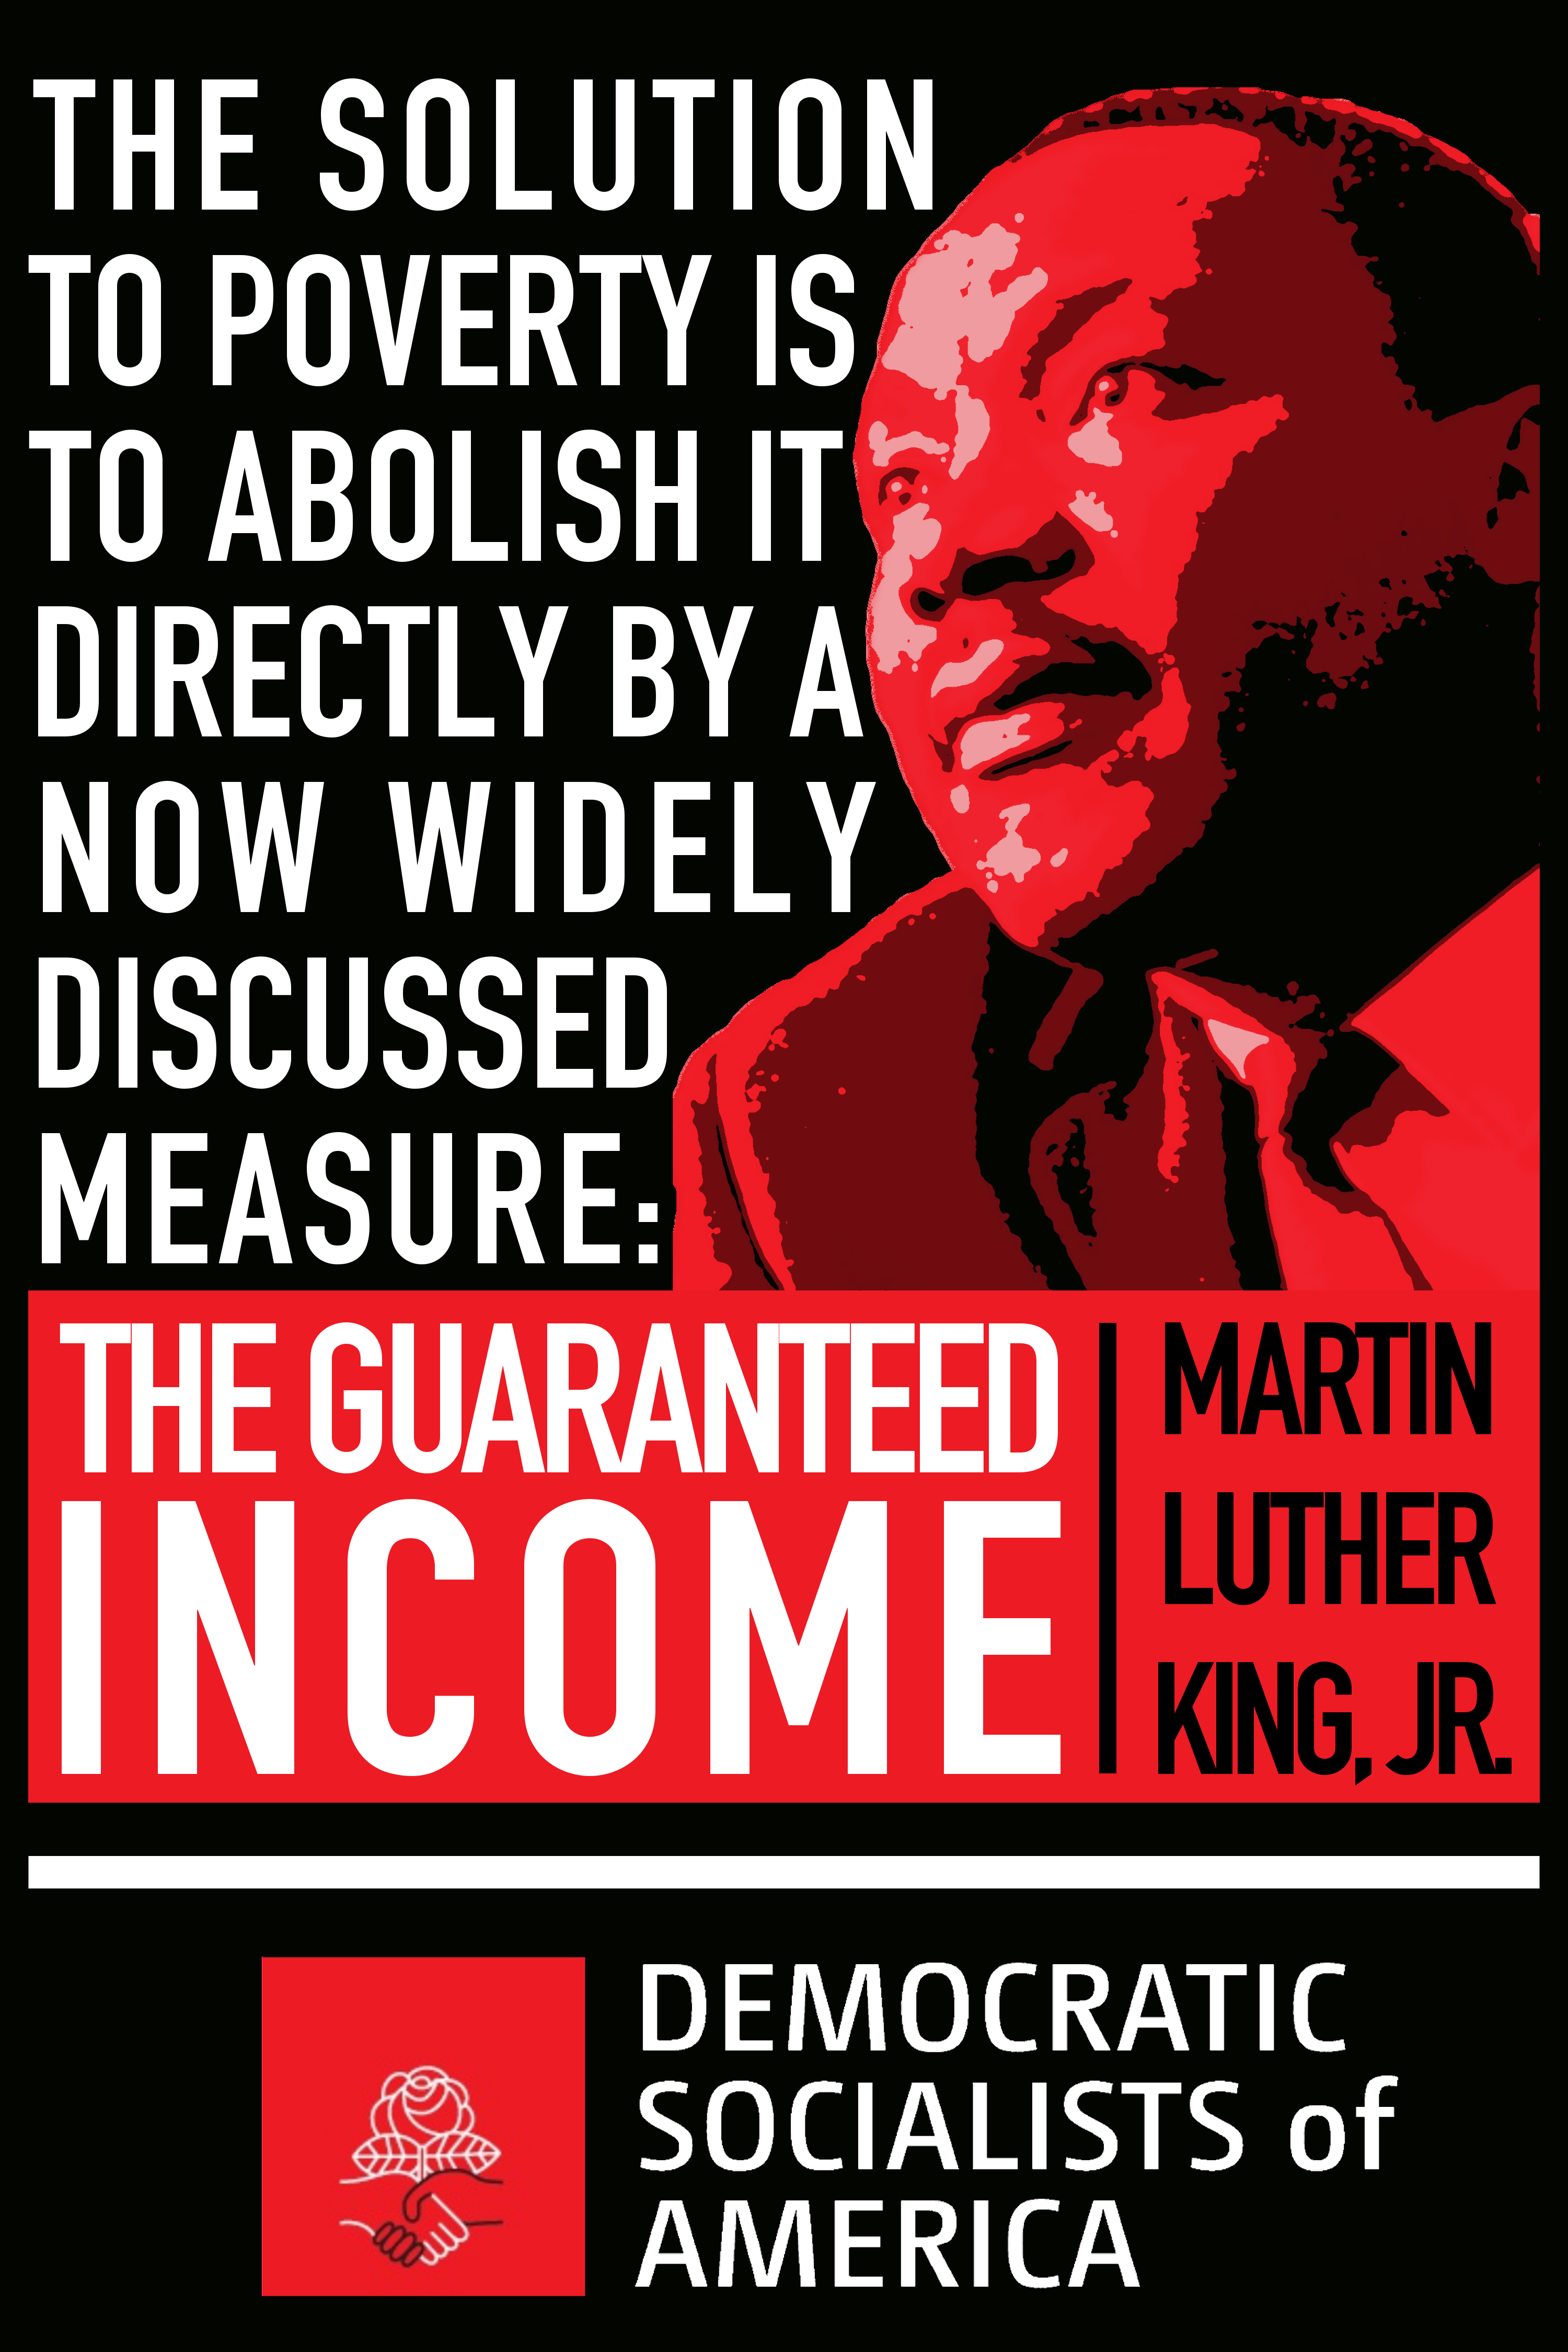 THE SOLUTION
TO POVERTY IS
TO ABOLISH IT
DIRECTLY BY A
NOW WIDELY
DISCUSSED
MEASURE:
THE GUARANTEED
INCOME
MARTIN
LUTHER
KING, JR.
DEMOCRATIC
SOCIALISTS of
AMERICA